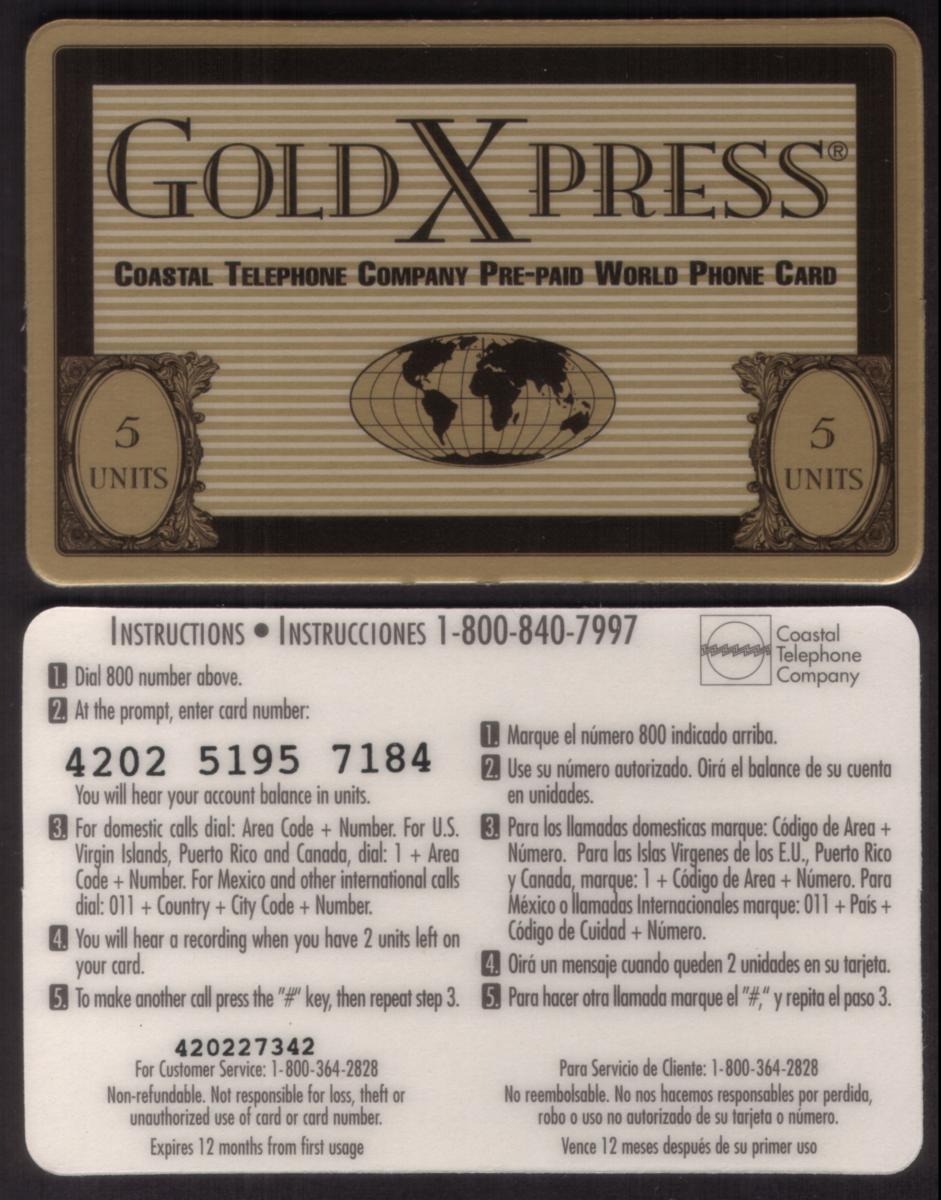 GOLDXPRESS®
COASTAL TELEPHONE COMPANY PRE-PAID WORLD PHONE CARD
5
UNITS
5
UNITS
INSTRUCTIONS • INSTRUCCIONES 1-800-840-7997
Coastal
Telephone
Company
1. Dial 800 number above.
2. At the prompt, enter card number:
4202 5195 7184
You will hear your account balance in units.
3. For domestic calls dial: Area Code + Number. For U.S.
Virgin Islands, Puerto Rico and Canada, dial: 1 + Area
Code + Number. For Mexico and other international calls
dial: 011 + Country + City Code + Number.
4. You will hear a recording when you have 2 units left on
your card.
5. To make another call press the "#" key, then repeat step 3.
1. Marque el número 800 indicado arriba.
2. Use su número autorizado. Oirá el balance de su cuenta
en unidades.
3. Para los llamadas domesticas marque: Código de Area +
Número. Para las Islas Virgenes de los E.U., Puerto Rico
y Canada, marque: 1 + Código de Area + Número. Para
México o llamadas Internacionales marque: 011 + País +
Código de Cuidad + Número.
4. Oirá un mensaje cuando queden 2 unidades en su tarjeta.
5. Para hacer otra llamada marque el "#," y repita el paso 3.
420227342
For Customer Service: 1-800-364-2828
Non-refundable. Not responsible for loss, theft or
unauthorized use of card or card number.
Expires 12 months from first usage
Para Servicio de Cliente: 1-800-364-2828
No reembolsable. No nos hacemos responsables por perdida,
robo o uso no autorizado de su tarjeta o número.
Vence 12 meses después de su primer uso